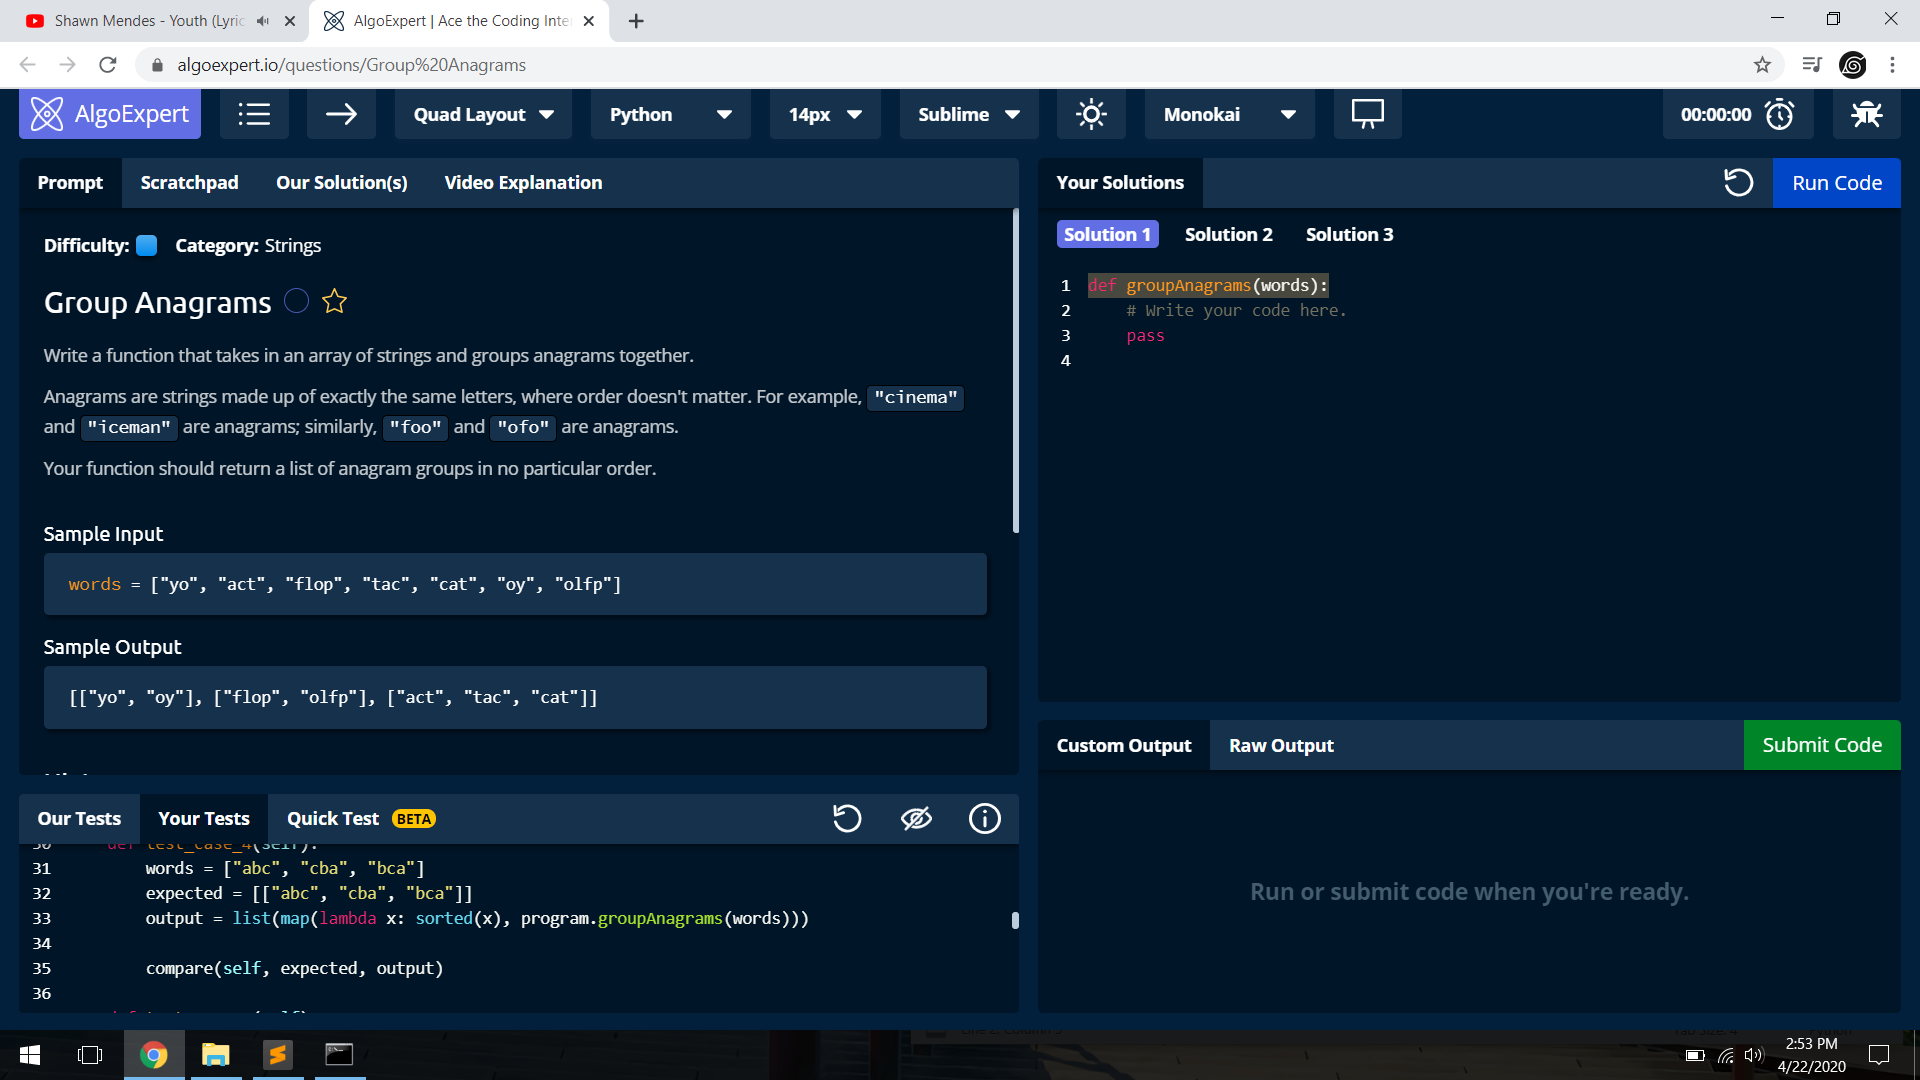 Shawn Mendes - Youth (Lyric
AlgoExpert | Ace the Coding Inte
algoexpert.io/questions/Group%20Anagrams
AlgoExpert
Quad Layout
Python
14px
Sublime
Monokai
00:00:00
Prompt
Scratchpad
Our Solution(s)
Video Explanation
Difficulty:
Category: Strings
Group Anagrams
Write a function that takes in an array of strings and groups anagrams together.
Anagrams are strings made up of exactly the same letters, where order doesn't matter. For example, "cinema"
and "iceman" are anagrams; similarly, "foo" and "ofo" are anagrams.
Your function should return a list of anagram groups in no particular order.
Sample Input
words = ["yo", "act", "flop", "tac", "cat", "oy", "olfp"]
Sample Output
[["yo", "oy"], ["flop", "olfp"], ["act", "tac", "cat"]]
Our Tests
Your Tests
Quick Test BETA
30 def test_case_4(self):
31 words = ["abc", "cba", "bca"]
32 expected = [["abc", "cba", "bca"]]
33 output = list(map(lambda x: sorted(x), program.groupAnagrams(words)))
34
35 compare(self, expected, output)
36
Your Solutions
Run Code
Solution 1
Solution 2
Solution 3
1 def groupAnagrams(words):
2 # Write your code here.
3 pass
4
Custom Output
Raw Output
Submit Code
Run or submit code when you're ready.
2:53 PM
4/22/2020